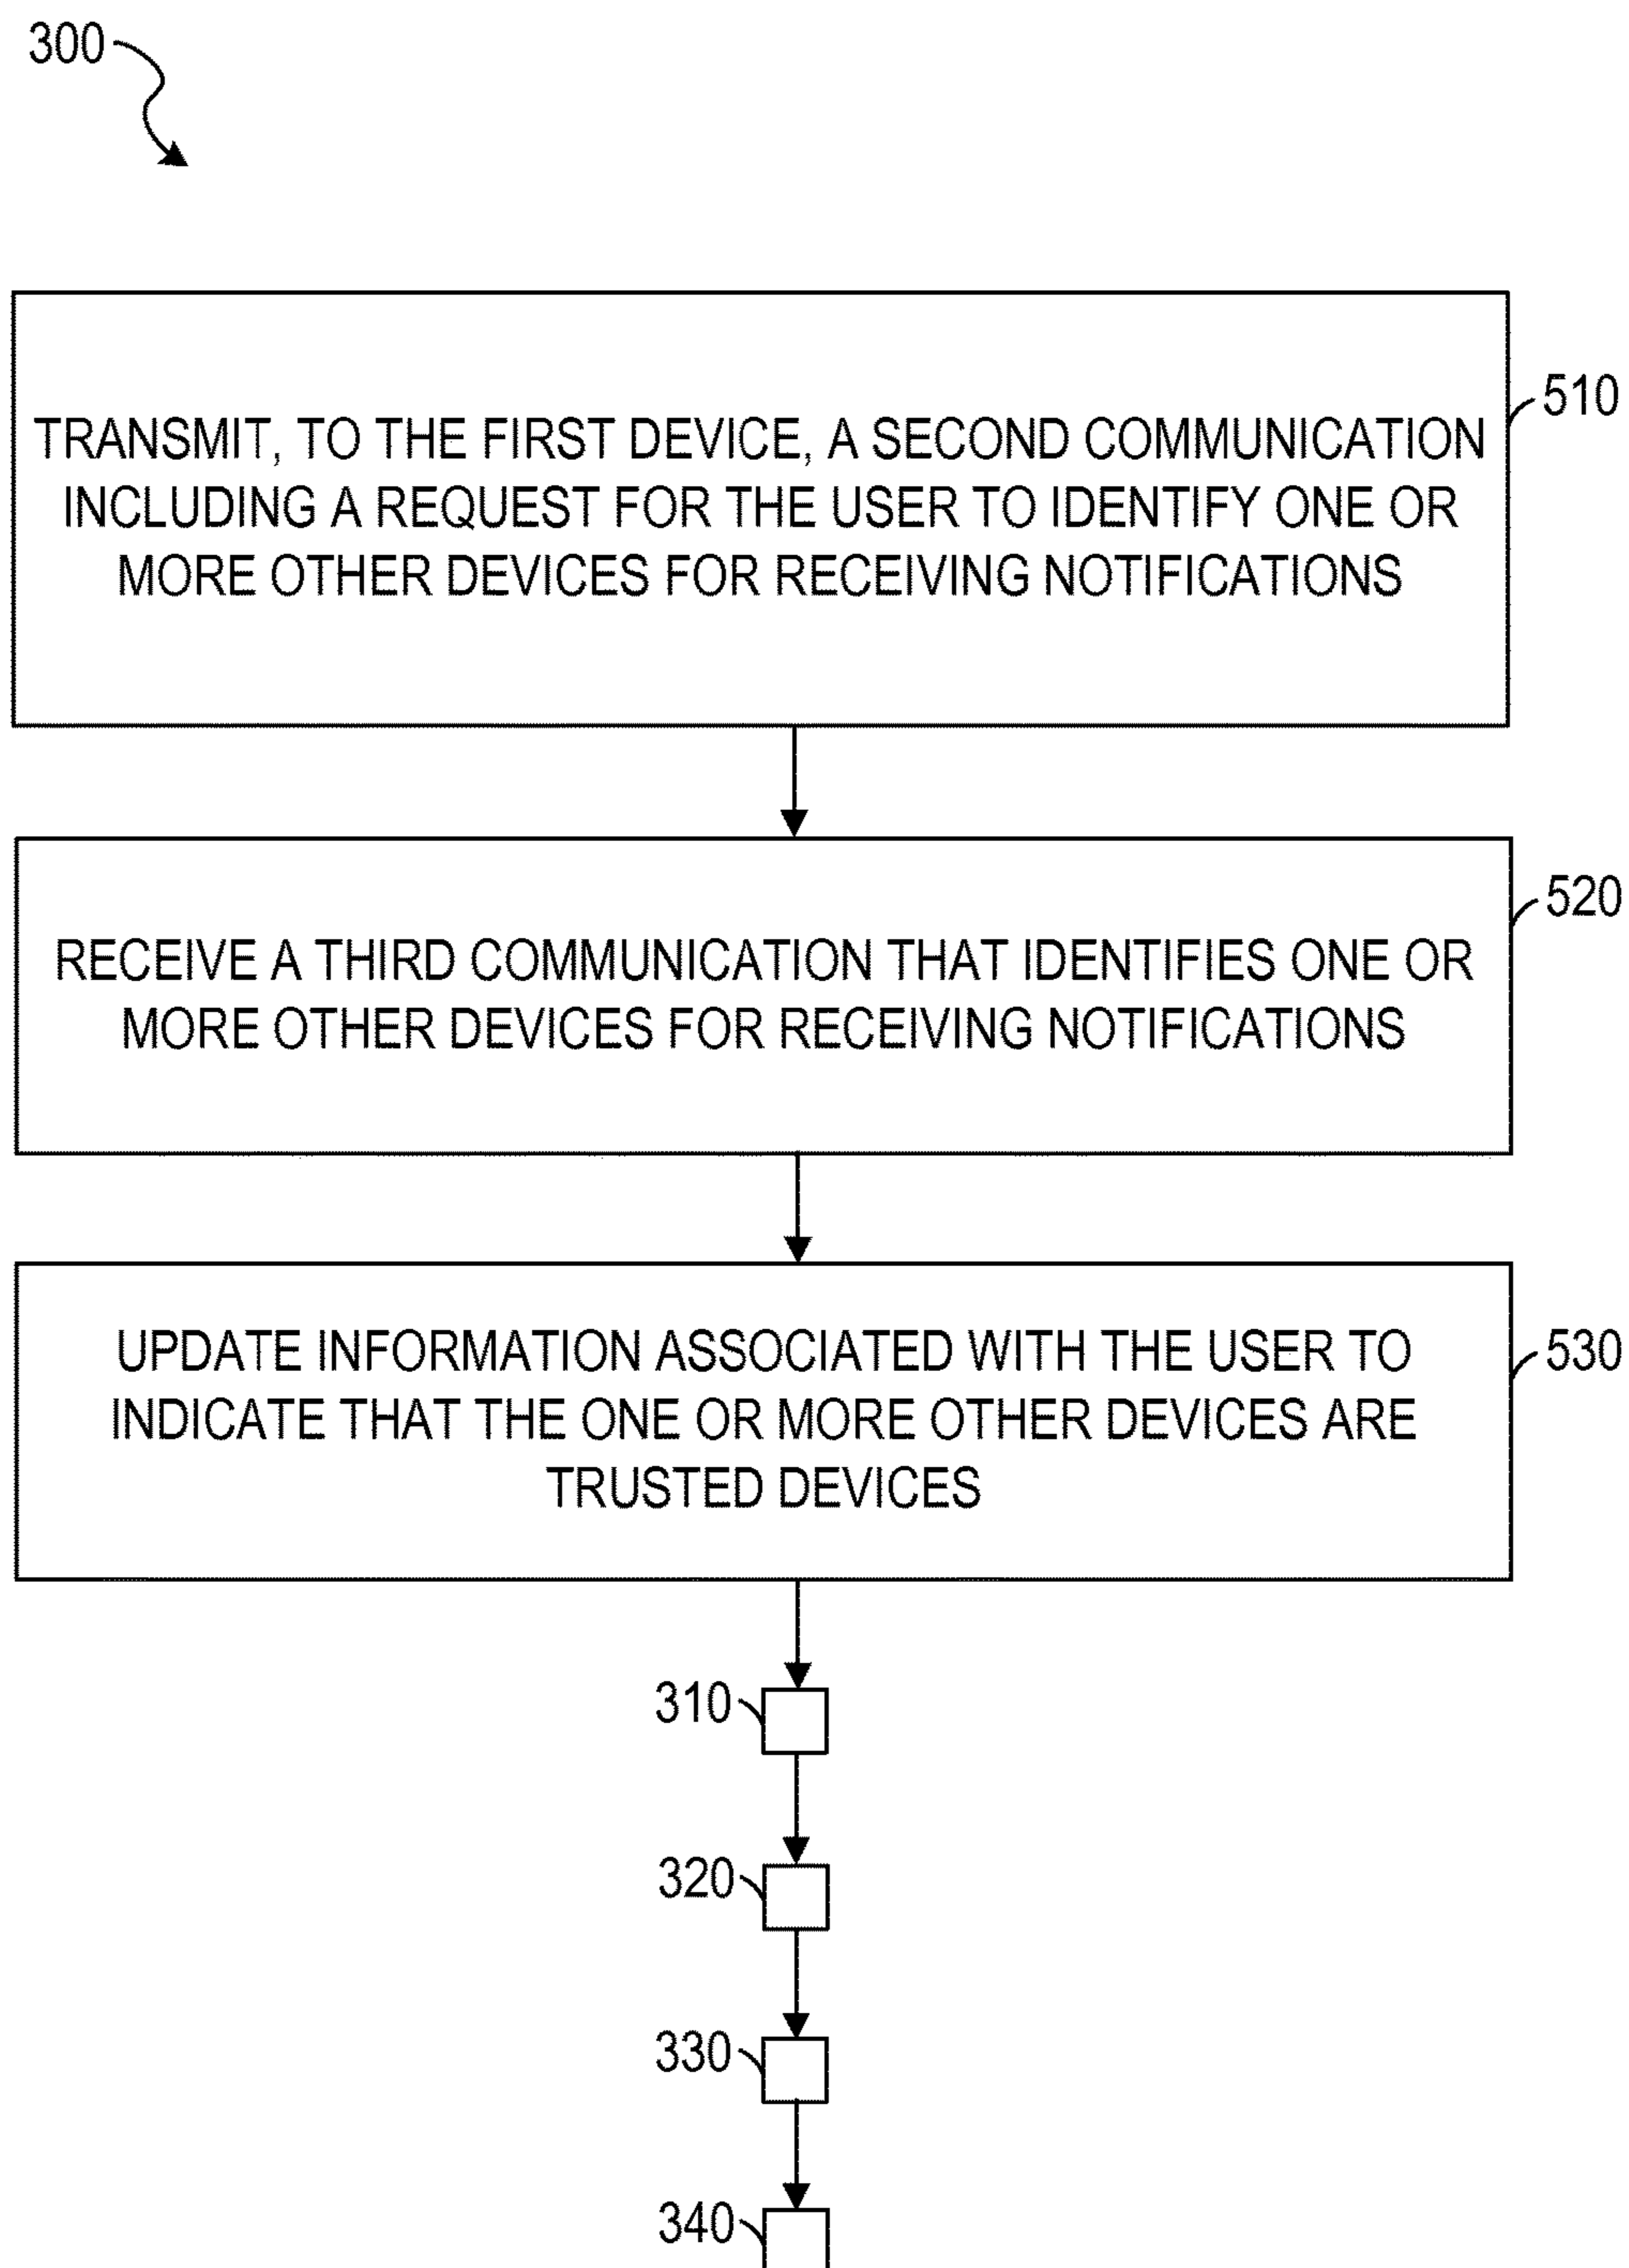 300
510
TRANSMIT, TO THE FIRST DEVICE, A SECOND COMMUNICATION
INCLUDING A REQUEST FOR THE USER TO IDENTIFY ONE OR
MORE OTHER DEVICES FOR RECEIVING NOTIFICATIONS
520
RECEIVE A THIRD COMMUNICATION THAT IDENTIFIES ONE OR
MORE OTHER DEVICES FOR RECEIVING NOTIFICATIONS
530
UPDATE INFORMATION ASSOCIATED WITH THE USER TO
INDICATE THAT THE ONE OR MORE OTHER DEVICES ARE
TRUSTED DEVICES
310
320
330
340